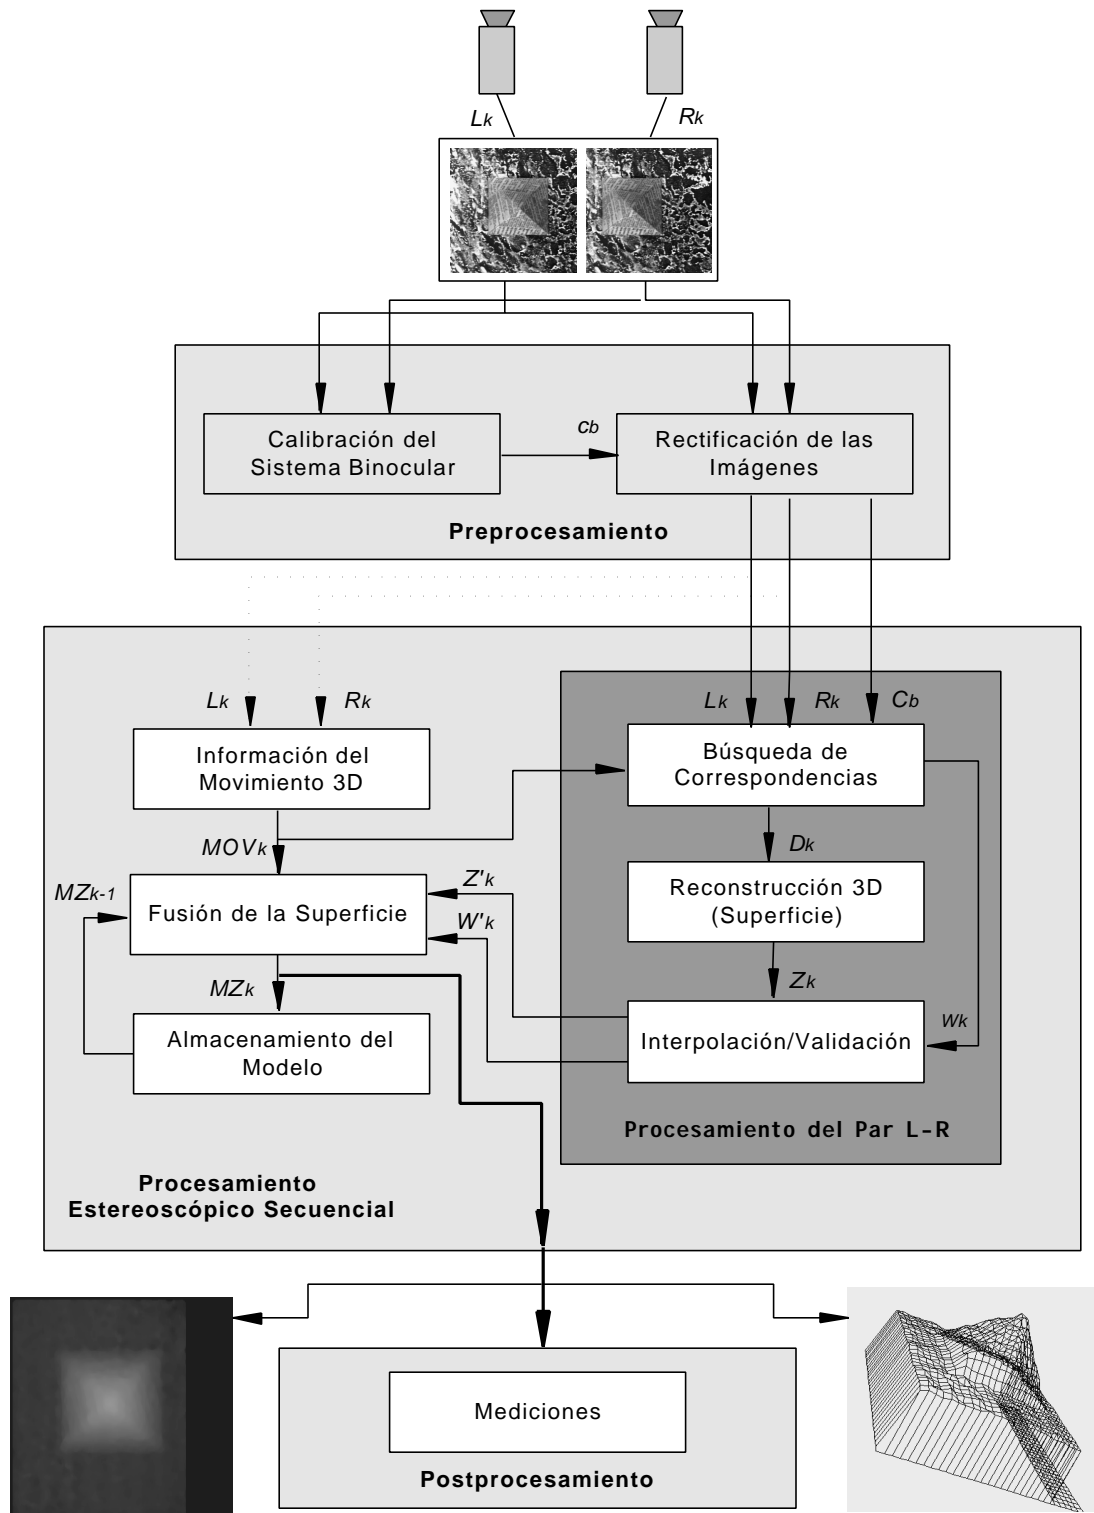 Lk
Rk
Calibración del
Sistema Binocular
cb
Rectificación de las
Imágenes
Preprocesamiento
Lk
Rk
Lk
Rk
Cb
Información del
Movimiento 3D
Búsqueda de
Correspondencias
MOVk
Dk
MZk-1
Z'k
Fusión de la Superficie
W'k
Reconstrucción 3D
(Superficie)
MZk
Zk
Almacenamiento del
Modelo
Interpolación/Validación
Wk
Procesamiento del Par L-R
Procesamiento
Estereoscópico Secuencial
Mediciones
Postprocesamiento